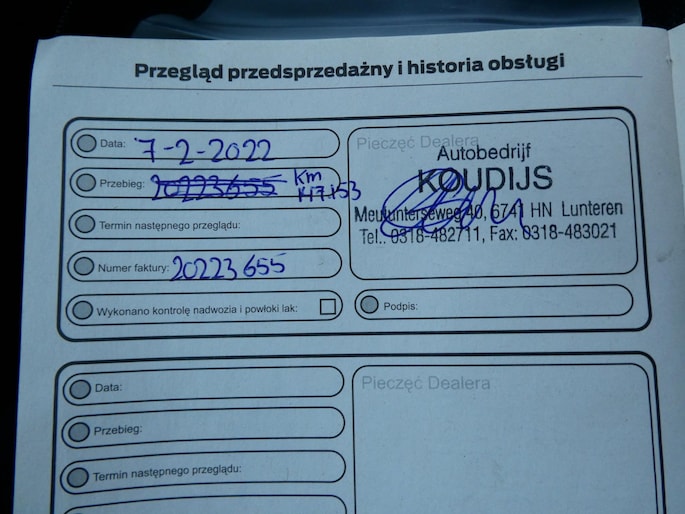 Przegląd przedsprzedażny i historia obsługi
Data: 7-2-2022
Przebieg: 20223655 Km
147.153
Termin następnego przeglądu:
Numer faktury: 20223655
Wykonano kontrolę nadwozia i powłoki lak:
Pieczęć Dealera
Autobedrijf
KOUDIJS
Meulunterseweg 40, 6741 HN Lunteren
Tel.: 0318-482711, Fax: 0318-483021
Podpis:
Data:
Przebieg:
Termin następnego przeglądu:
Pieczęć Dealera